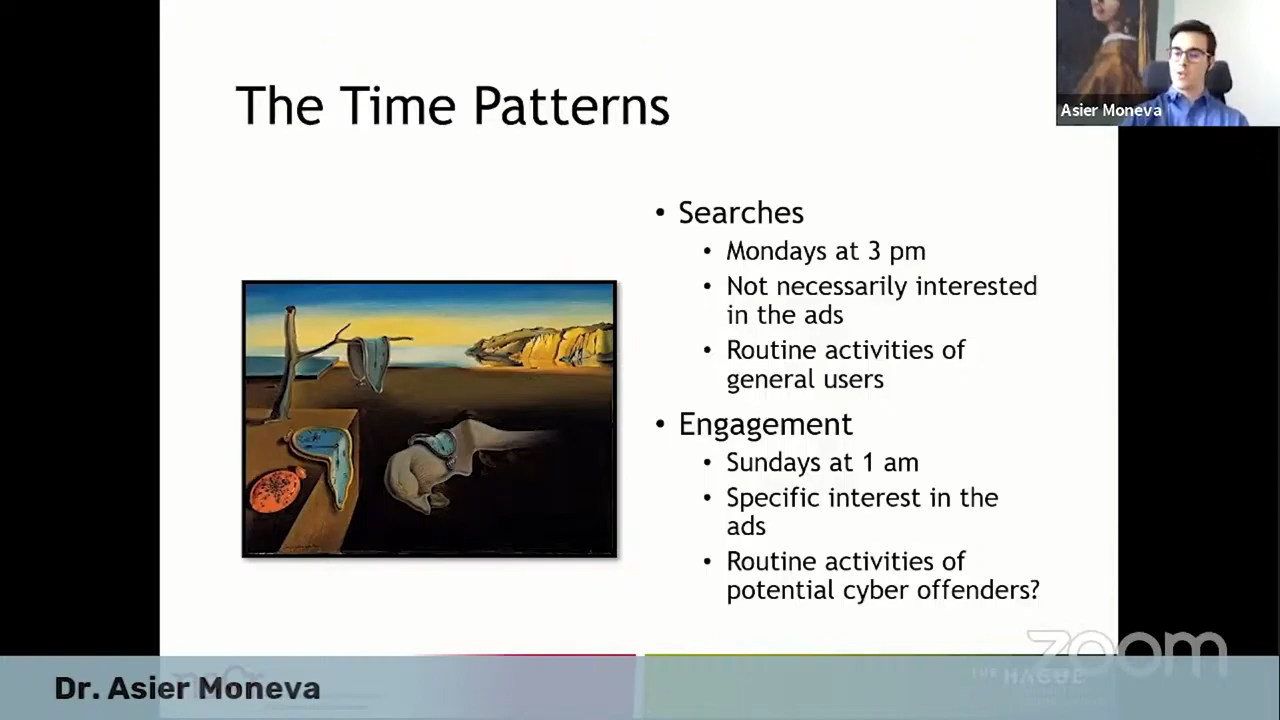 The Time Patterns
Asier Moneva
• Searches
• Mondays at 3 pm
• Not necessarily interested
in the ads
• Routine activities of
general users
• Engagement
• Sundays at 1 am
• Specific interest in the
ads
• Routine activities of
potential cyber offenders?
zoom
THE HAGUE
Dr. Asier Moneva